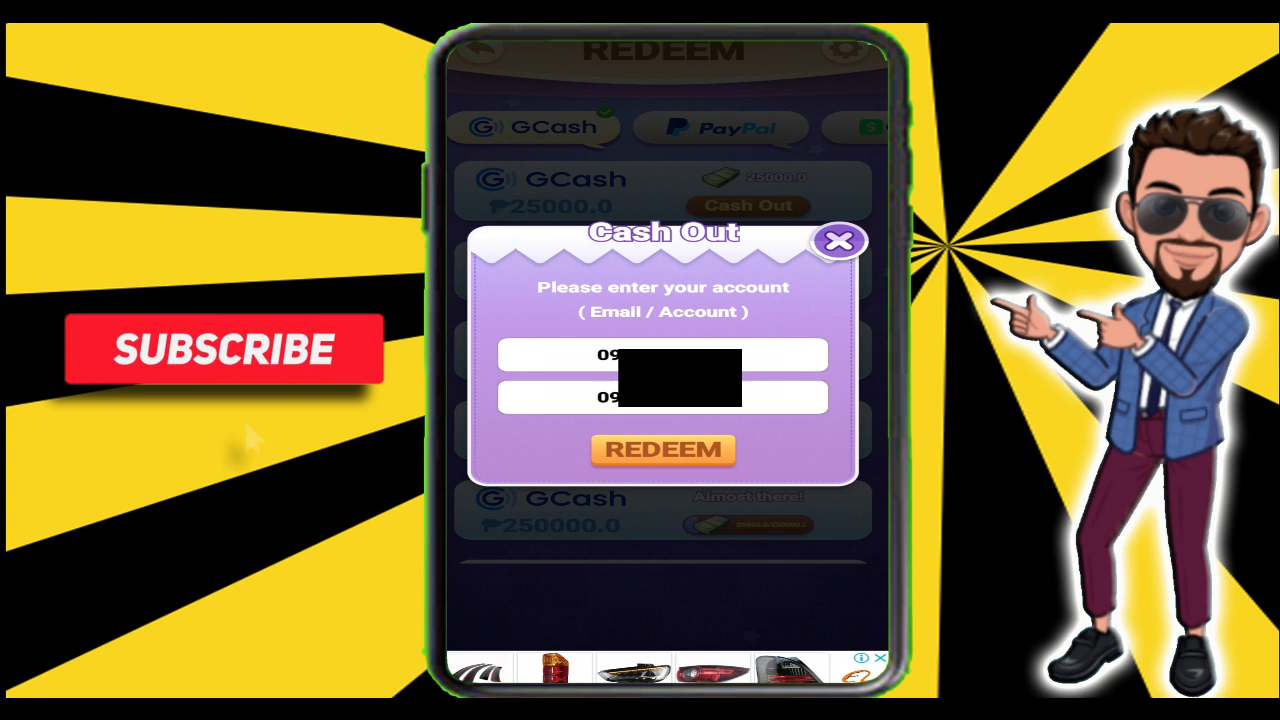 REDEEM
GCash
PayPal
$
GCash
25000.0
₱25000.0
Cash Out
Cash Out
Please enter your account
( Email / Account )
09
09
REDEEM
SUBSCRIBE
GCash
Almost there!
₱250000.0